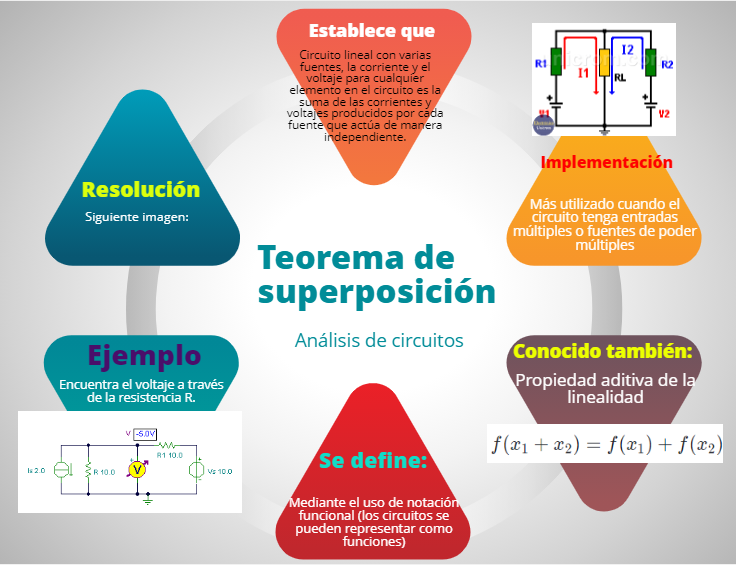 Establece que
Circuito lineal con varias
fuentes, la corriente y el
voltaje para cualquier
elemento en el circuito es la
suma de las corrientes y
voltajes producidos por cada
fuente que actúa de manera
independiente.
R1
I1
I2
RL
R2
V1
V2
Implementación
Más utilizado cuando el
circuito tenga entradas
múltiples o fuentes de poder
múltiples
Resolución
Siguiente imagen:
Teorema de
superposición
Análisis de circuitos
Ejemplo
Encuentra el voltaje a través
de la resistencia R.
V -5.0V
R1 10.0
Is 2.0
R 10.0
V
Vs 10.0
Conocido también:
Propiedad aditiva de la
linealidad
f(x₁ + x₂) = f(x₁) + f(x₂)
Se define:
Mediante el uso de notación
funcional (los circuitos se
pueden representar como
funciones)